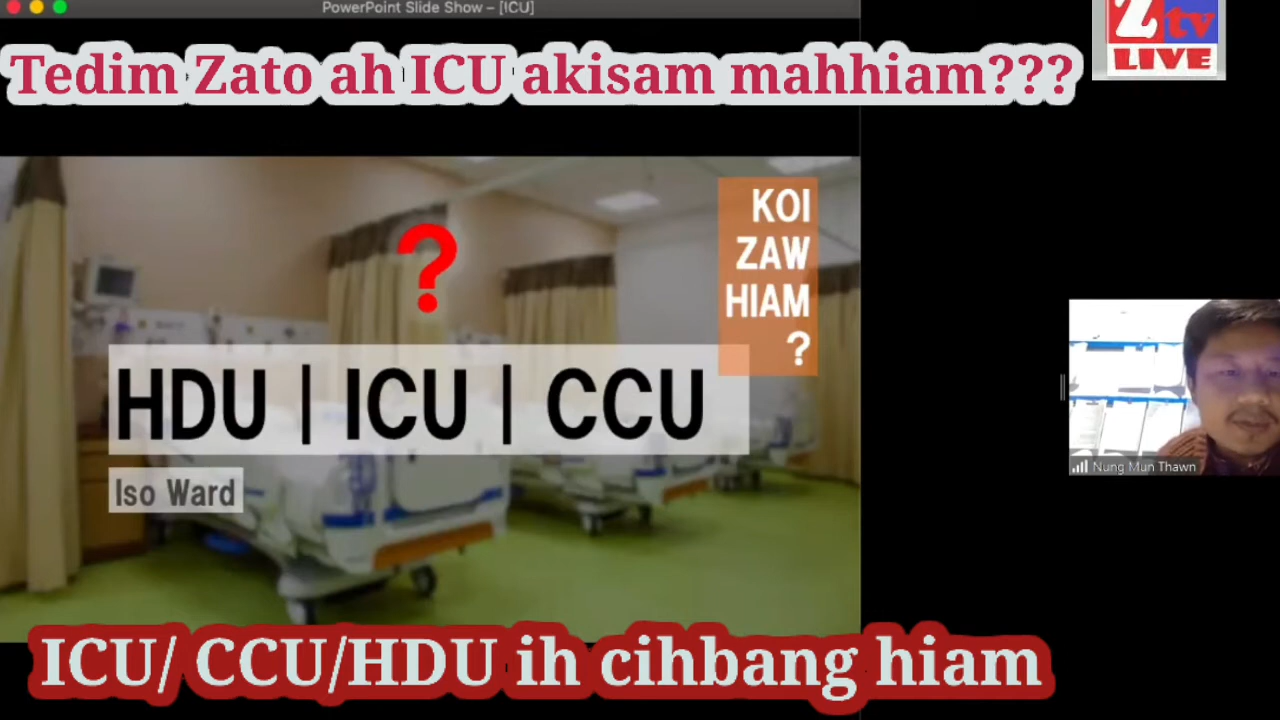 PowerPoint Slide Show – [ICU]
Ztv
LIVE
Tedim Zato ah ICU akisam mahhiam???
KOI
ZAW
HIAM
?
?
HDU | ICU | CCU
Iso Ward
Nung Mun Thawn
ICU/ CCU/HDU ih cihbang hiam